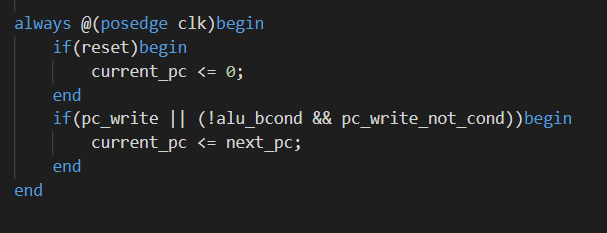 always @(posedge clk)begin
    if(reset)begin
        current_pc <= 0;
    end
    if(pc_write || (!alu_bcond && pc_write_not_cond))begin
        current_pc <= next_pc;
    end
end